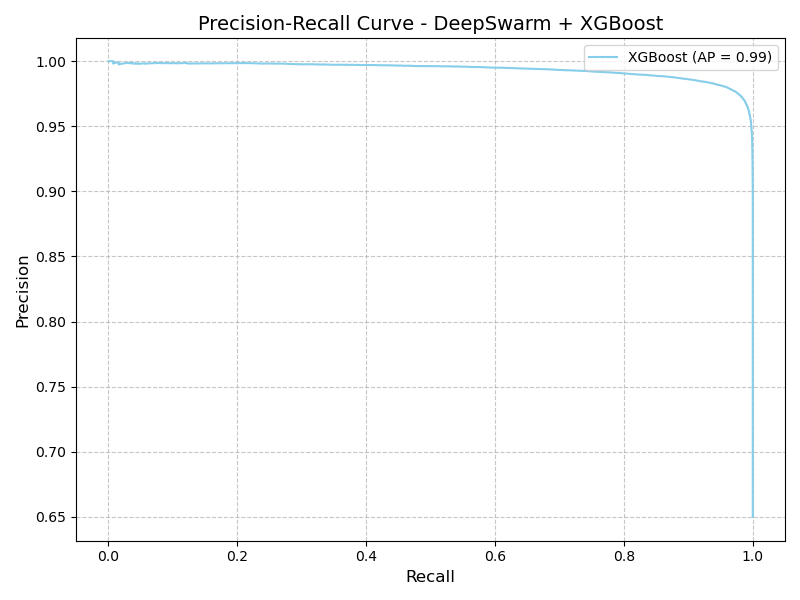 Precision-Recall Curve - DeepSwarm + XGBoost
XGBoost (AP = 0.99)
Precision
1.00
0.95
0.90
0.85
0.80
0.75
0.70
0.65
0.0 0.2 0.4 0.6 0.8 1.0
Recall